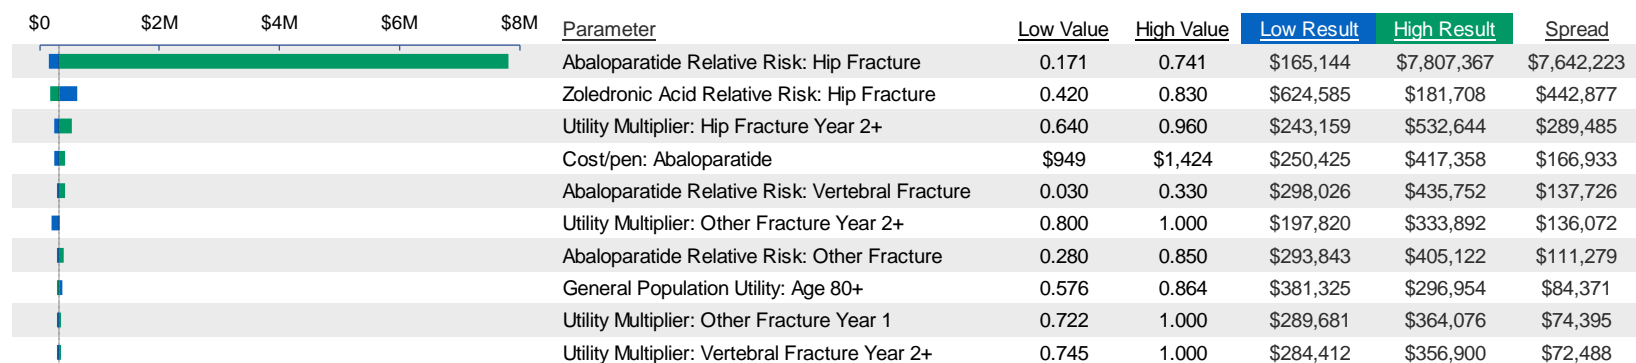 $0 $2M $4M $6M $8M Parameter Low Value High Value Low Result High Result Spread
Abaloparatide Relative Risk: Hip Fracture 0.171 0.741 $165,144 $7,807,367 $7,642,223
Zoledronic Acid Relative Risk: Hip Fracture 0.420 0.830 $624,585 $181,708 $442,877
Utility Multiplier: Hip Fracture Year 2+ 0.640 0.960 $243,159 $532,644 $289,485
Cost/pen: Abaloparatide $949 $1,424 $250,425 $417,358 $166,933
Abaloparatide Relative Risk: Vertebral Fracture 0.030 0.330 $298,026 $435,752 $137,726
Utility Multiplier: Other Fracture Year 2+ 0.800 1.000 $197,820 $333,892 $136,072
Abaloparatide Relative Risk: Other Fracture 0.280 0.850 $293,843 $405,122 $111,279
General Population Utility: Age 80+ 0.576 0.864 $381,325 $296,954 $84,371
Utility Multiplier: Other Fracture Year 1 0.722 1.000 $289,681 $364,076 $74,395
Utility Multiplier: Vertebral Fracture Year 2+ 0.745 1.000 $284,412 $356,900 $72,488